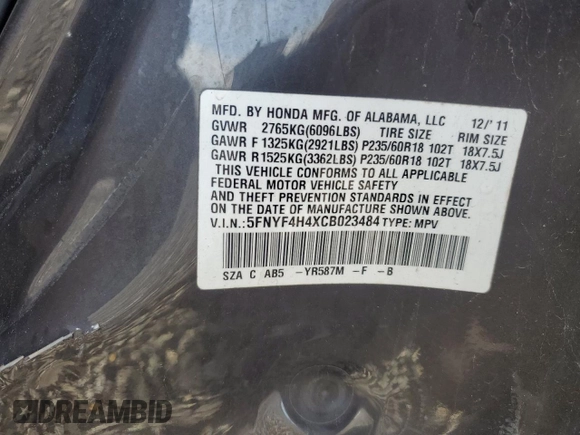 MFD. BY HONDA MFG. OF ALABAMA, LLC 12/'11
GVWR 2765KG(6096LBS) TIRE SIZE RIM SIZE
GAWR F 1325KG(2921LBS) P235/60R18 102T 18X7.5J
GAWR R 1525KG(3362LBS) P235/60R18 102T 18X7.5J
THIS VEHICLE CONFORMS TO ALL APPLICABLE
FEDERAL MOTOR VEHICLE SAFETY
AND THEFT PREVENTION STANDARDS IN EFFECT
ON THE DATE OF MANUFACTURE SHOWN ABOVE.
V.I.N.: 5FNYF4H4XCB023484 TYPE: MPV
SZA C AB5 -YR587M -F -B
DREAMBID